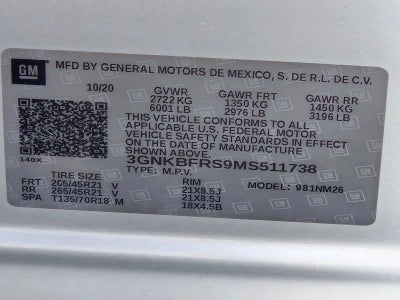 GM MFD BY GENERAL MOTORS DE MEXICO, S. DE R.L. DE C.V.
10/20 GVWR GAWR FRT GAWR RR
2722 KG 1350 KG 1450 KG
6001 LB 2976 LB 3196 LB
THIS VEHICLE CONFORMS TO ALL
APPLICABLE U.S. FEDERAL MOTOR
VEHICLE SAFETY STANDARDS IN EFFECT
ON THE DATE OF MANUFACTURE
SHOWN ABOVE.
140X 3GNKBFRS9MS511738
TYPE: M.P.V. MODEL: 981NM26
TIRE SIZE RIM
FRT 265/45R21 V 21X8.5J
RR 265/45R21 V 21X8.5J
SPA T135/70R18 M 18X4.5B